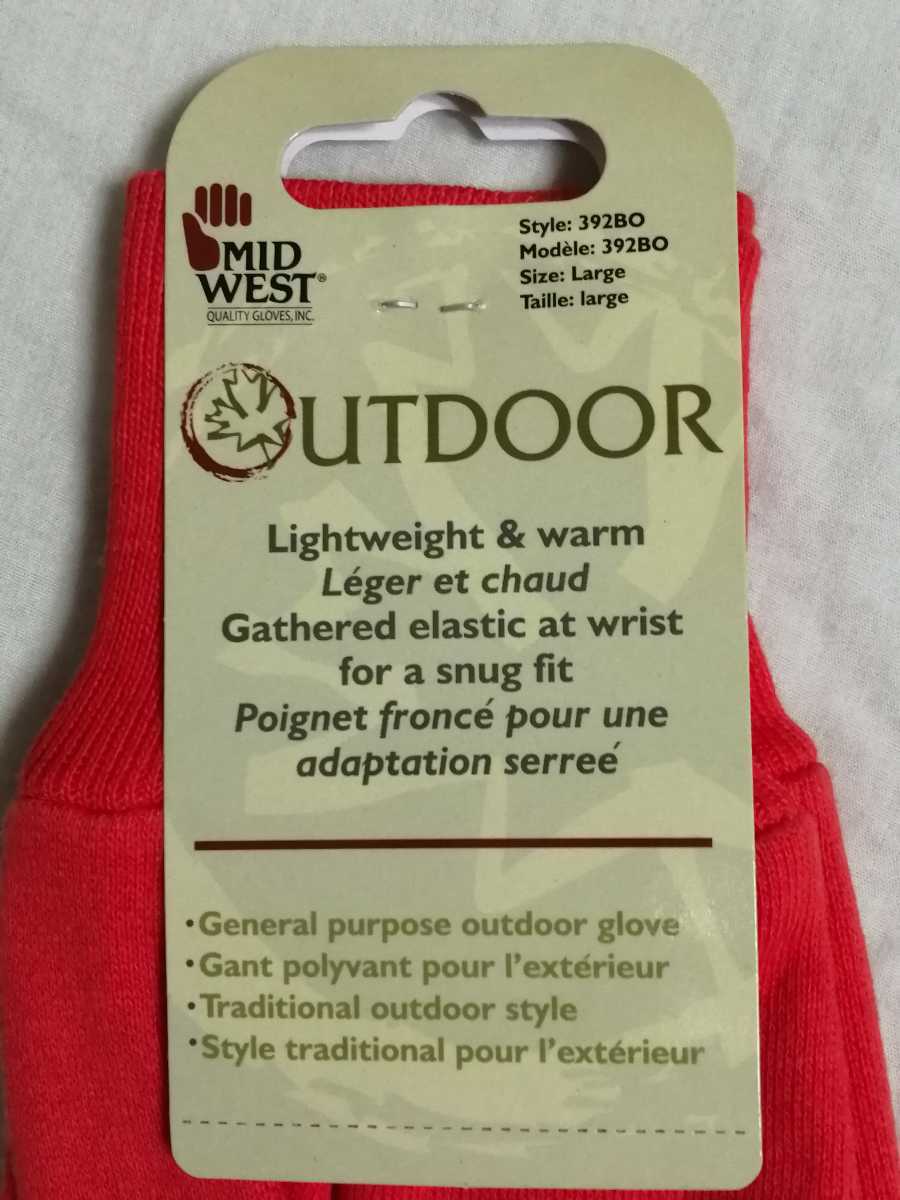 MID
WEST®
QUALITY GLOVES, INC.
Style: 392BO
Modèle: 392BO
Size: Large
Taille: large
OUTDOOR
Lightweight & warm
Léger et chaud
Gathered elastic at wrist
for a snug fit
Poignet froncé pour une
adaptation serreé
•General purpose outdoor glove
•Gant polyvant pour l'extérieur
•Traditional outdoor style
•Style traditional pour l'extérieur